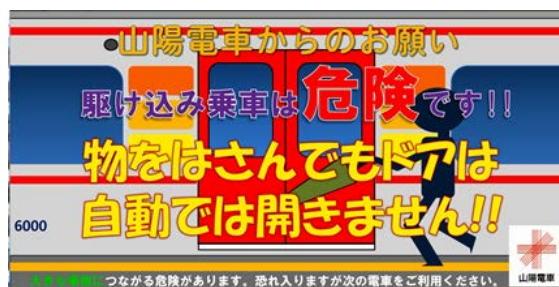 山陽電車からのお願い
駆け込み乗車は危険です!!
物をはさんでもドアは
自動では開きません!!
6000
山陽電車
つながる危険があります。恐れ入りますが次の電車をご利用ください。